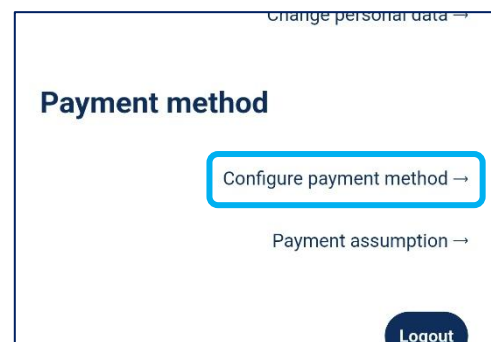 Change personal data →
Payment method
Configure payment method →
Payment assumption →
Logout